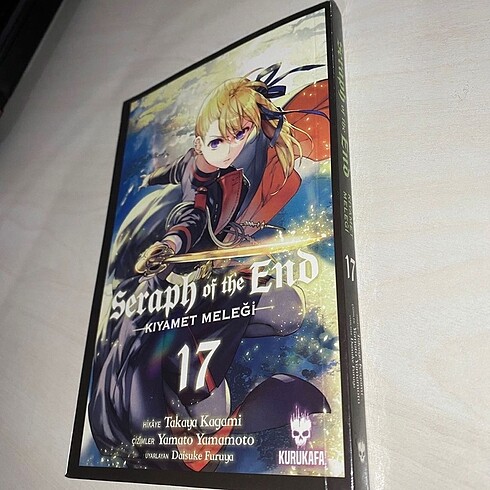 Seraph of the End
KIYAMET MELEĞİ
17
HİKÂYE Takaya Kagami
ÇİZİMLER Yamato Yamamoto
UYARLAYAN Daisuke Furuya
KURUKAFA
Seraph of the End
KIYAMET MELEĞİ
17